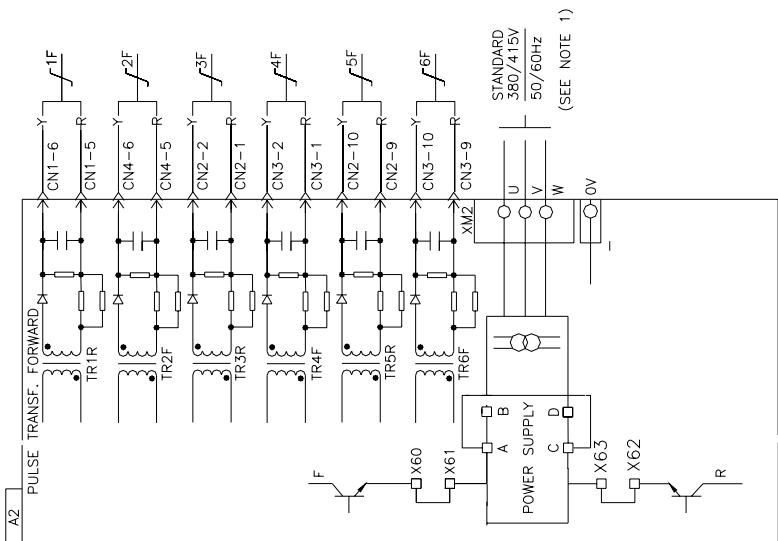 A2
PULSE TRANSF. FORWARD
1F
2F
3F
4F
5F
6F
Y
R
Y
R
Y
R
Y
R
Y
R
Y
R
CN1-6
CN1-5
CN4-6
CN4-5
CN2-2
CN2-1
CN3-2
CN3-1
CN2-10
CN2-9
CN3-10
CN3-9
TR1R
TR2F
TR3R
TR4F
TR5R
TR6F
STANDARD
380/415V
50/60Hz
(SEE NOTE 1)
XM2
U
V
W
0V
F
X60
X61
A
B
C
D
POWER SUPPLY
X63
X62
R